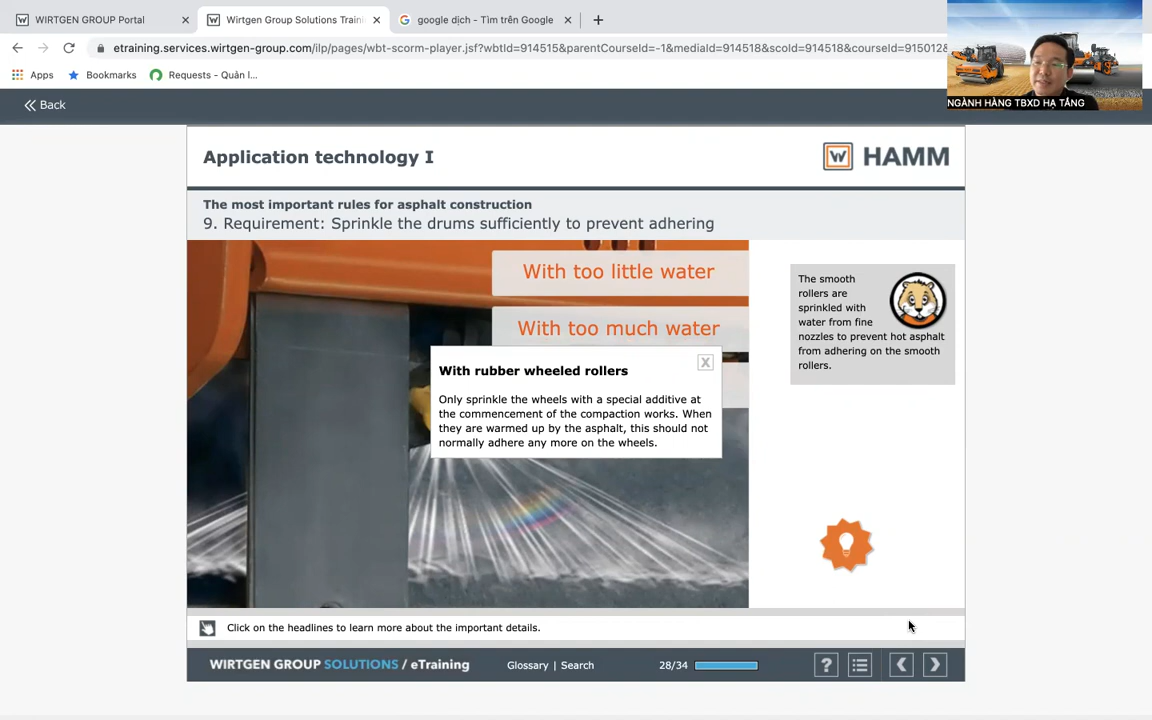 WIRTGEN GROUP Portal
Wirtgen Group Solutions Traini
google dịch - Tìm trên Google
etraining.services.wirtgen-group.com/ilp/pages/wbt-scorm-player.jsf?wbtId=914515&parentCourseId=-1&mediaId=914518&scoId=914518&courseId=915012&
Apps
Bookmarks
Requests - Quản l...
NGÀNH HÀNG TBXD HẠ TẦNG
Back
Application technology I
W HAMM
The most important rules for asphalt construction
9. Requirement: Sprinkle the drums sufficiently to prevent adhering
With too little water
With too much water
With rubber wheeled rollers
X
Only sprinkle the wheels with a special additive at
the commencement of the compaction works. When
they are warmed up by the asphalt, this should not
normally adhere any more on the wheels.
The smooth
rollers are
sprinkled with
water from fine
nozzles to prevent hot asphalt
from adhering on the smooth
rollers.
Click on the headlines to learn more about the important details.
WIRTGEN GROUP SOLUTIONS / eTraining
Glossary | Search
28/34
?